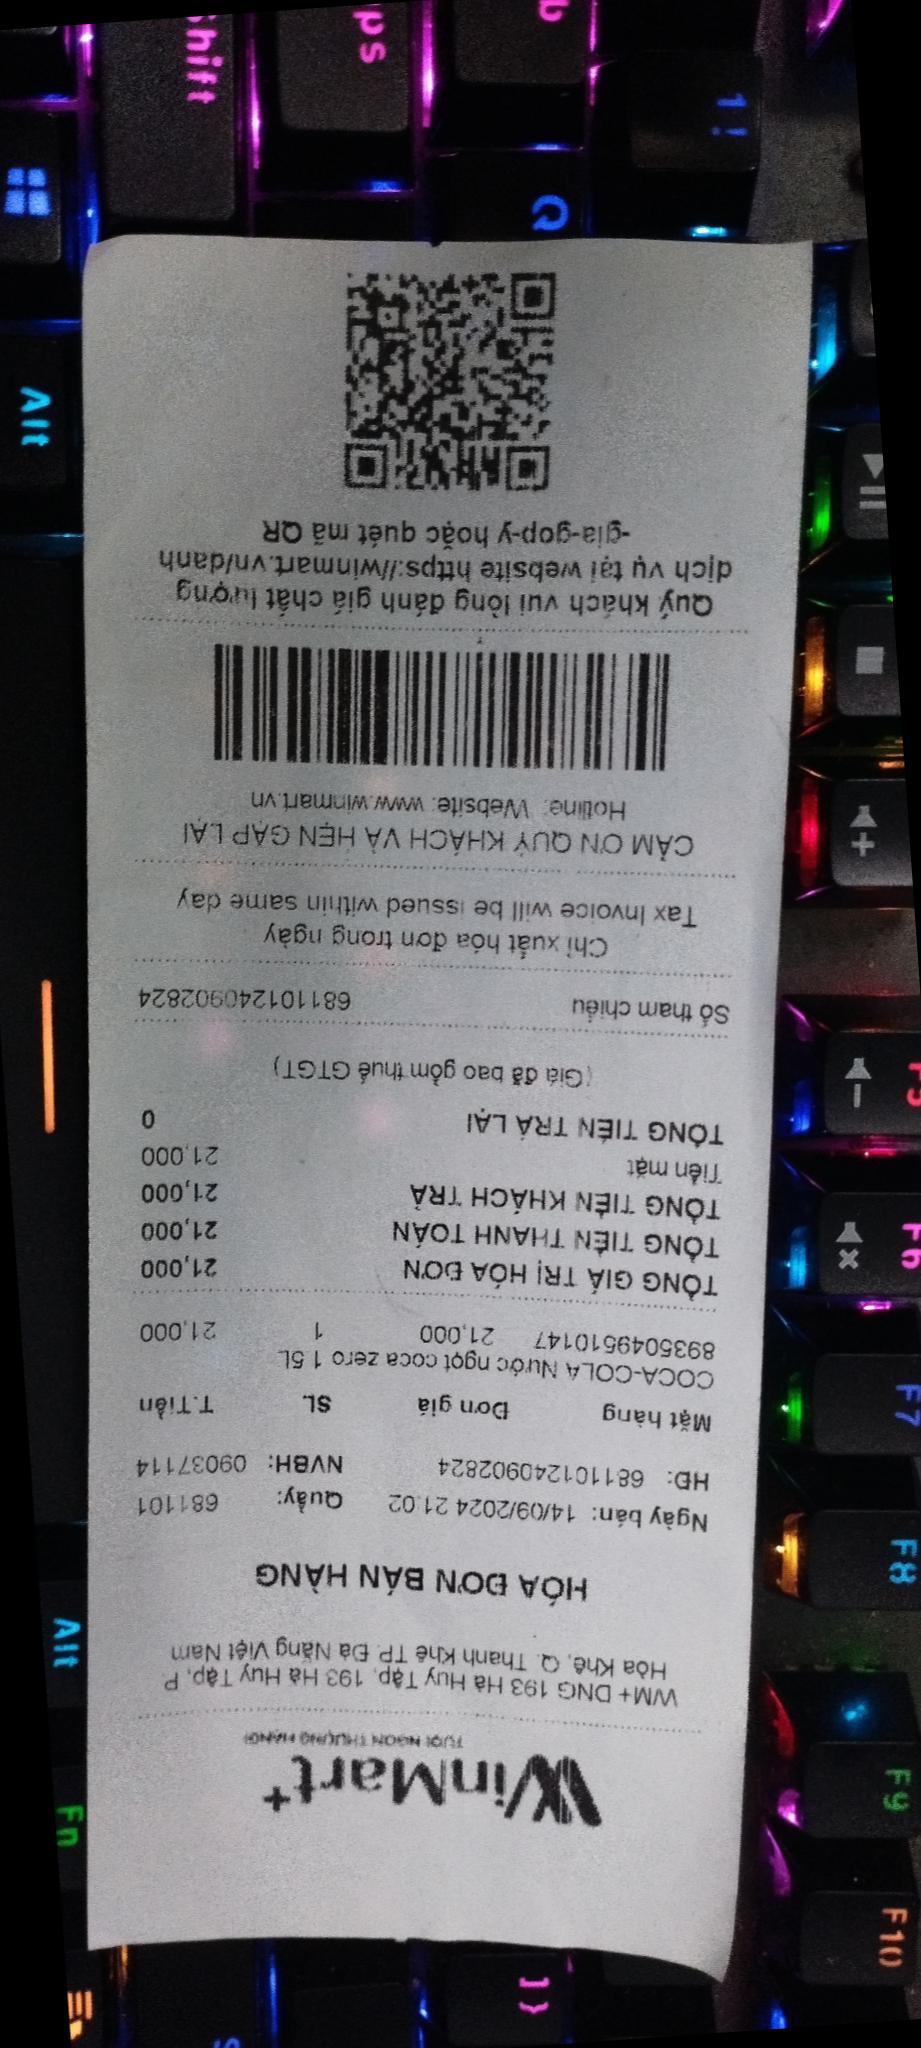 WinMart+
TƯƠI NGON THƯỢNG HẠNG
WM+ DNG 193 Hà Huy Tập, 193 Hà Huy Tập, P
Hòa Khê, Q. Thanh Khê TP. Đà Nẵng Việt Nam
HÓA ĐƠN BÁN HÀNG
Ngày bán: 14/09/2024 21:02 Quầy: 681101
HĐ: 681101240902824 NVBH: 09037114
Mặt hàng Đơn giá SL T.Tiền
COCA-COLA Nước ngọt coca zero 1.5L
8935049510147 21,000 1 21,000
TỔNG GIÁ TRỊ HÓA ĐƠN 21,000
TỔNG TIỀN THANH TOÁN 21,000
TỔNG TIỀN KHÁCH TRẢ 21,000
Tiền mặt 21,000
TỔNG TIỀN TRẢ LẠI 0
(Giá đã bao gồm thuế GTGT)
Số tham chiếu 681101240902824
Chỉ xuất hóa đơn trong ngày
Tax Invoice will be issued within same day
CẢM ƠN QUÝ KHÁCH VÀ HẸN GẶP LẠI
Hotline: Website: www.winmart.vn
Quý khách vui lòng đánh giá chất lượng
dịch vụ tại website https://winmart.vn/danh
-gia-gop-y hoặc quét mã QR
Shift
Alt
Q
1 !
F5
F6
F7
F8
F9
F10
Alt
Fn
] }